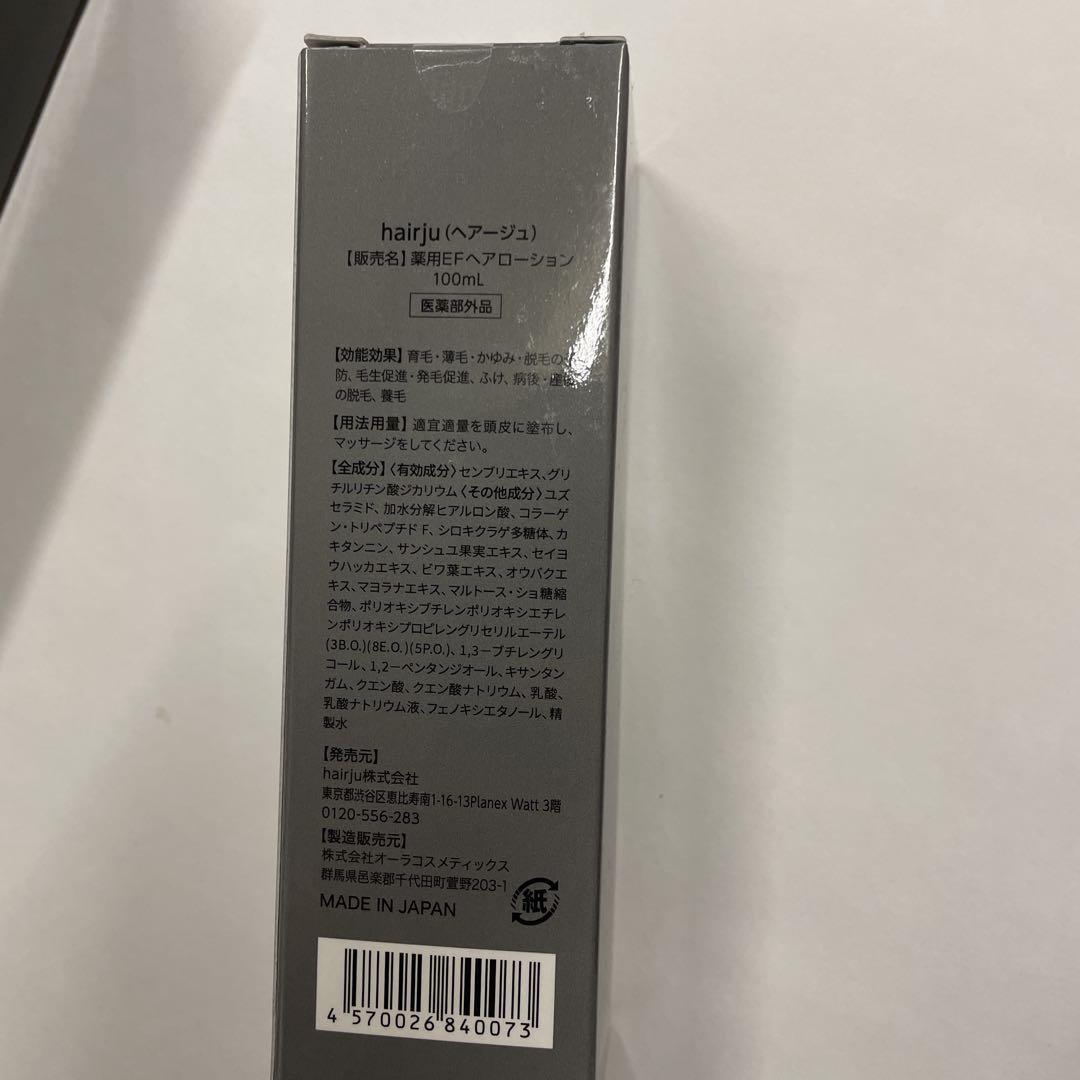 hairju(ヘアージュ)
【販売名】薬用EFヘアローション
100mL
医薬部外品
【効能効果】育毛・薄毛・かゆみ・脱毛の予
防、毛生促進・発毛促進、ふけ、病後・産後
の脱毛、養毛
【用法用量】適宜適量を頭皮に塗布し、
マッサージをしてください。
【全成分】〈有効成分〉センブリエキス、グリ
チルリチン酸ジカリウム〈その他成分〉ユズ
セラミド、加水分解ヒアルロン酸、コラーゲ
ン・トリペプチド F、シロキクラゲ多糖体、カ
キタンニン、サンシュユ果実エキス、セイヨ
ウハッカエキス、ビワ葉エキス、オウバクエ
キス、マヨラナエキス、マルトース・ショ糖縮
合物、ポリオキシブチレンポリオキシエチレ
ンポリオキシプロピレングリセリルエーテル
(3B.O.)(8E.O.)(5P.O.)、1,3－ブチレングリ
コール、1,2－ペンタンジオール、キサンタン
ガム、クエン酸、クエン酸ナトリウム、乳酸、
乳酸ナトリウム液、フェノキシエタノール、精
製水
【発売元】
hairju株式会社
東京都渋谷区恵比寿南1-16-13Planex Watt 3階
0120-556-283
【製造販売元】
株式会社オーラコスメティックス
群馬県邑楽郡千代田町萱野203-1
MADE IN JAPAN
紙
4 570026 840073